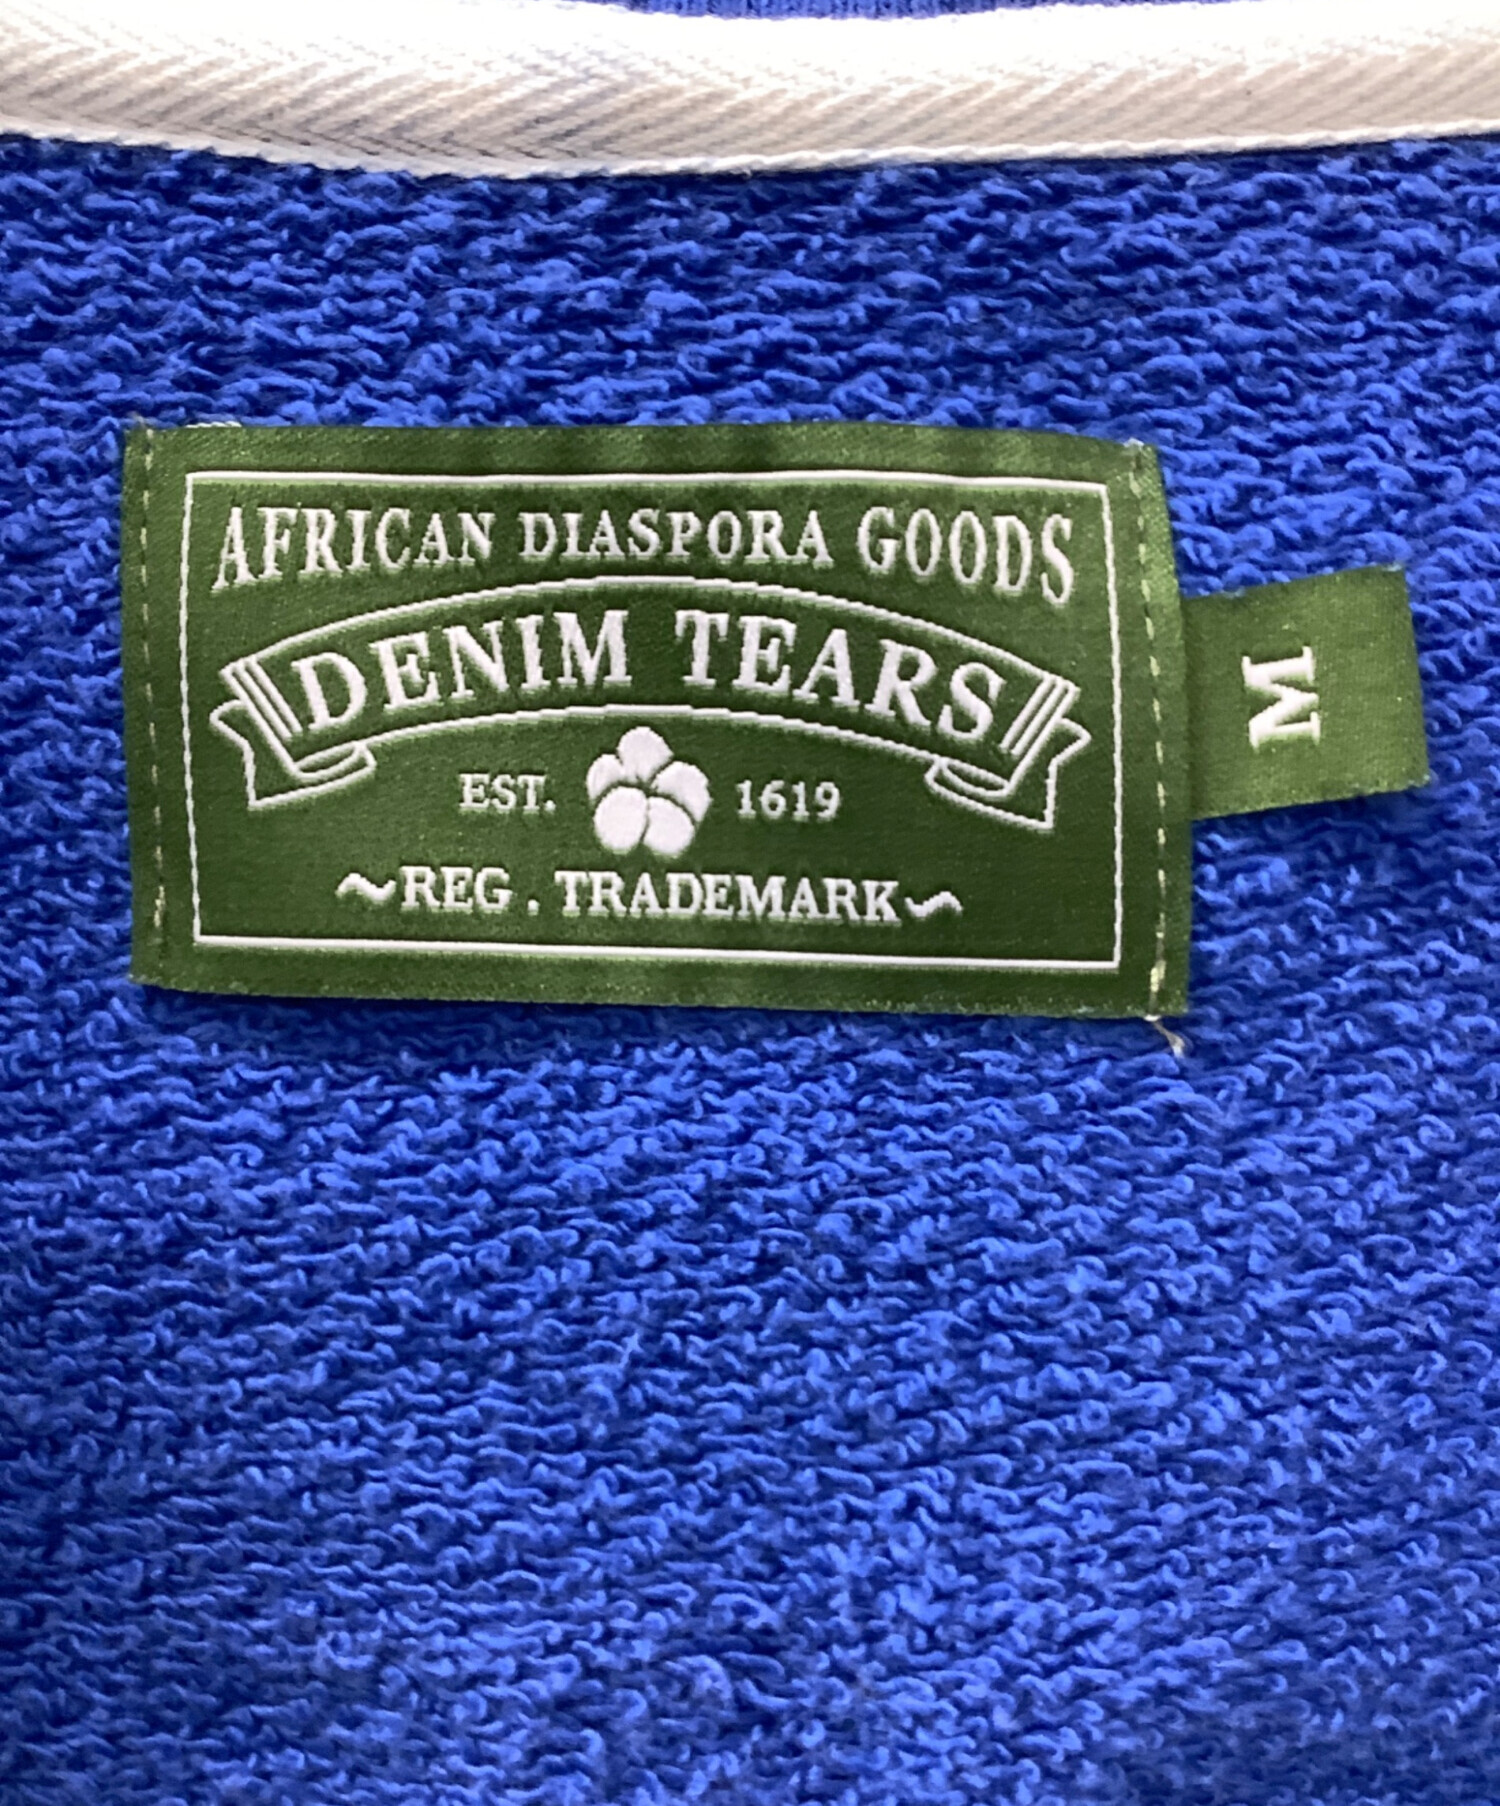 AFRICAN DIASPORA GOODS
DENIM TEARS
EST. 1619
~REG . TRADEMARK~
M